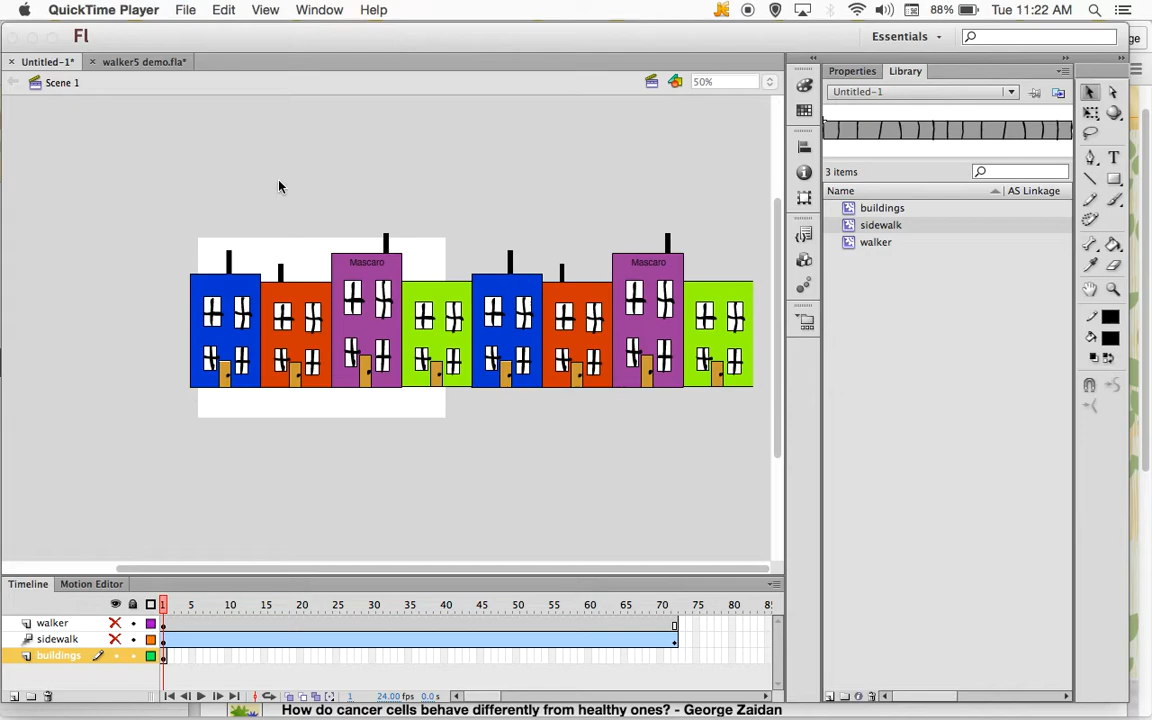 QuickTime Player File Edit View Window Help 88% Tue 11:22 AM
Fl Essentials
Untitled-1* walker5 demo.fla* Properties Library
Scene 1 50% Untitled-1
3 items
Name AS Linkage
buildings
sidewalk
walker
Mascaro Mascaro
Timeline Motion Editor
1 5 10 15 20 25 30 35 40 45 50 55 60 65 70 75 80 85
walker
sidewalk
buildings
1 24.00 fps 0.0 s
How do cancer cells behave differently from healthy ones? - George Zaidan